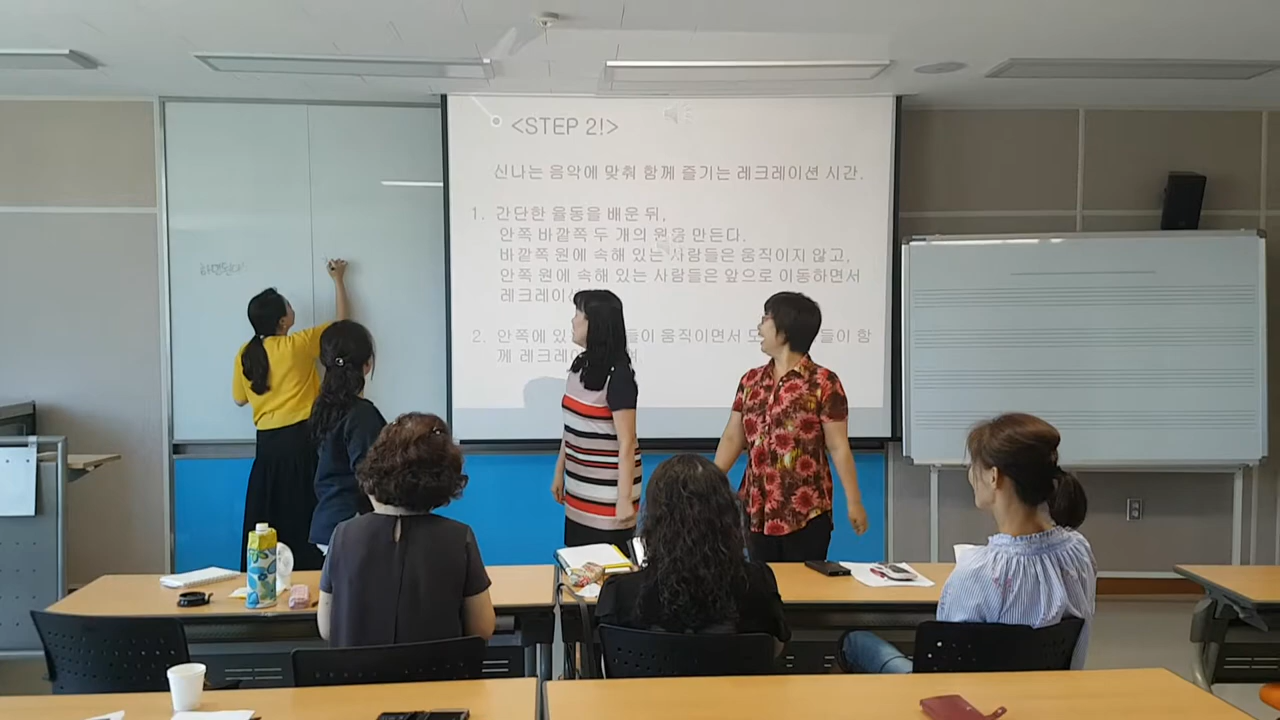 <STEP 2!>
신나는 음악에 맞춰 함께 즐기는 레크레이션 시간.
1. 간단한 율동을 배운 뒤,
안쪽 바깥쪽 두 개의 원을 만든다.
바깥쪽 원에 속해 있는 사람들은 움직이지 않고,
안쪽 원에 속해 있는 사람들은 앞으로 이동하면서
레크레이
2. 안쪽에 있 들이 움직이면서 들이 함
께 레크레